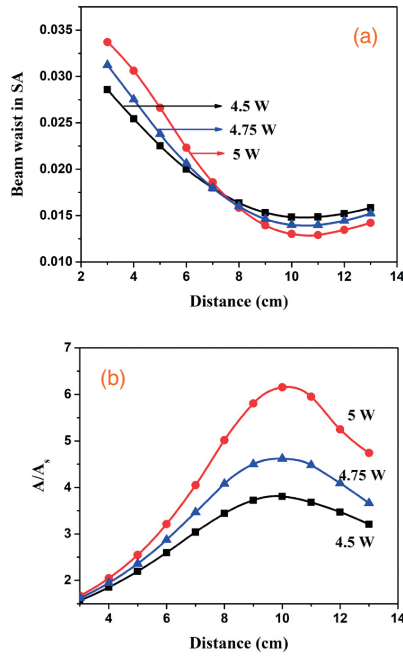 (a)
0.035
0.030
0.025
0.020
0.015
0.010
Beam waist in SA
4.5 W
4.75 W
5 W
2 4 6 8 10 12 14
Distance (cm)
(b)
7
6
5
4
3
2
A/As
5 W
4.75 W
4.5 W
4 6 8 10 12 14
Distance (cm)